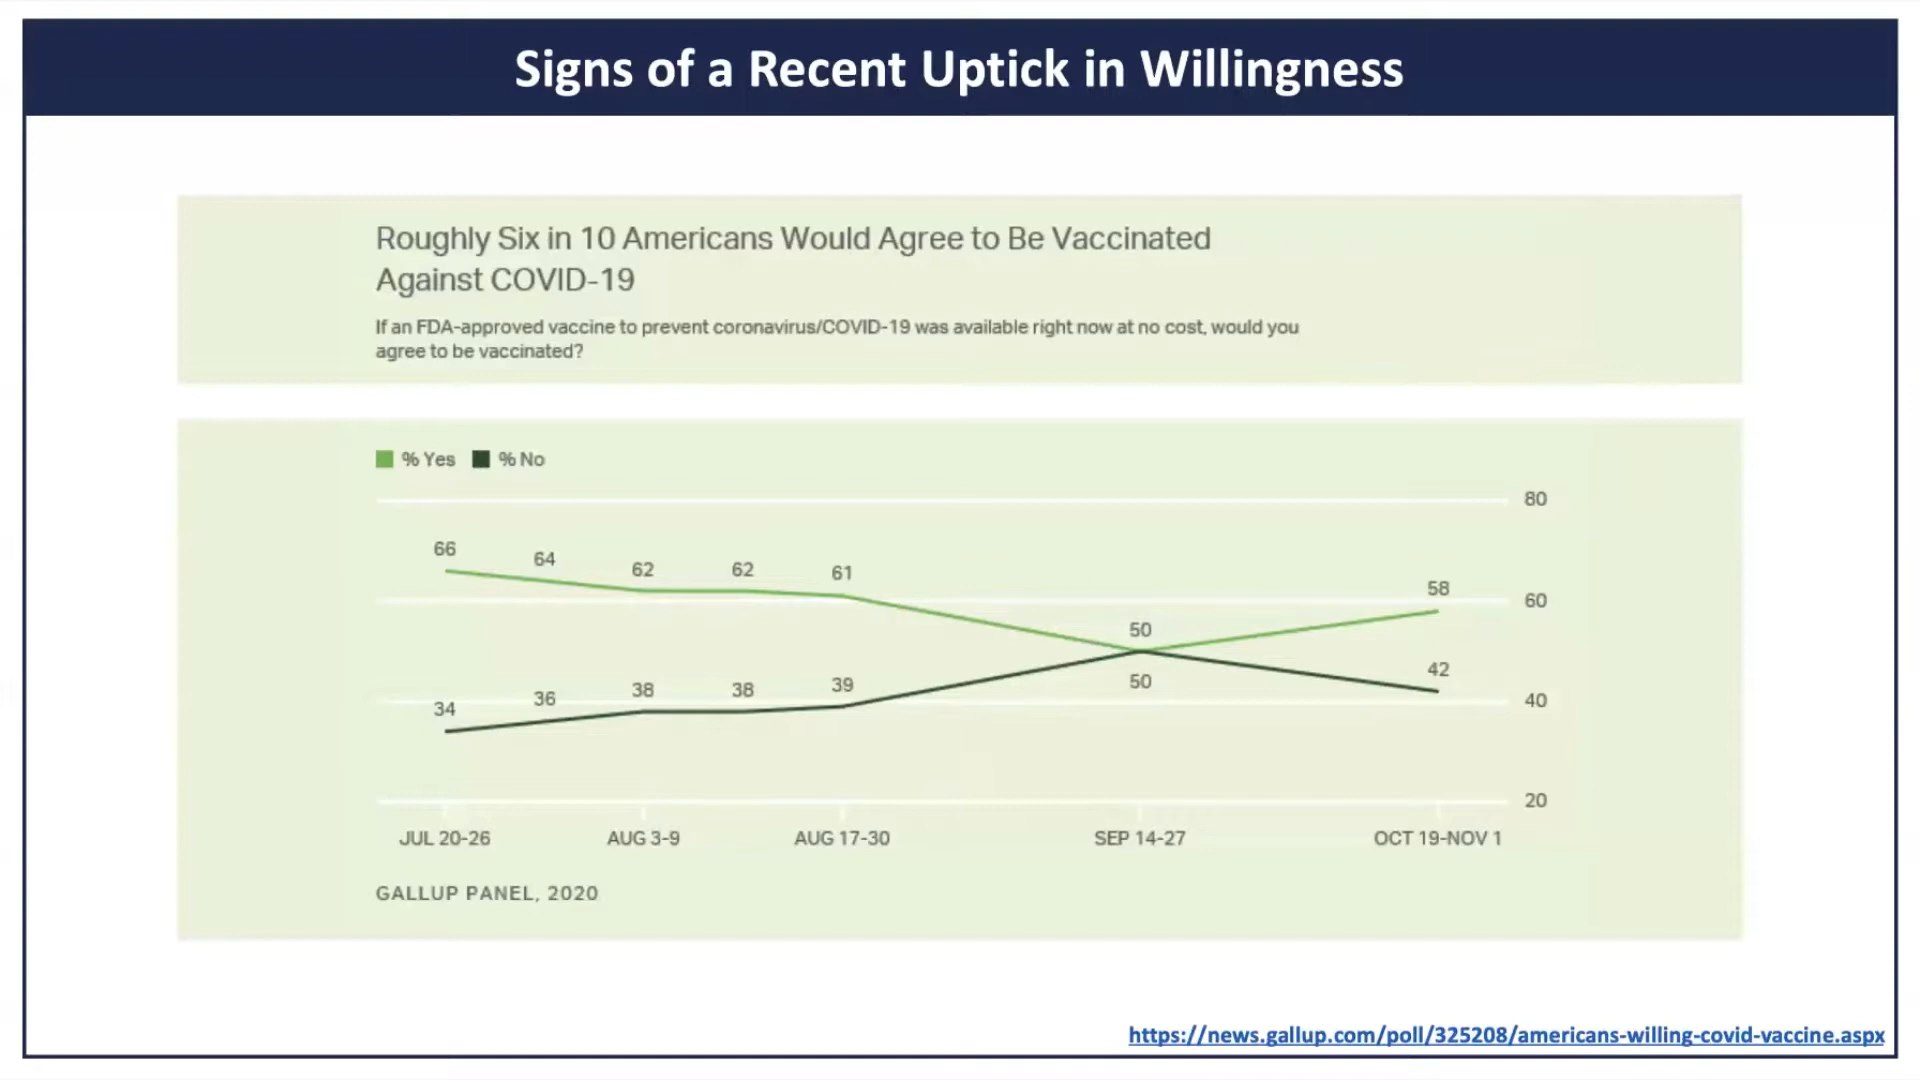 Signs of a Recent Uptick in Willingness
Roughly Six in 10 Americans Would Agree to Be Vaccinated
Against COVID-19
If an FDA-approved vaccine to prevent coronavirus/COVID-19 was available right now at no cost, would you
agree to be vaccinated?
% Yes % No
80
66 64 62 62 61 58
60
50
34 36 38 38 39 50 42
40
20
JUL 20-26 AUG 3-9 AUG 17-30 SEP 14-27 OCT 19-NOV 1
GALLUP PANEL, 2020
https://news.gallup.com/poll/325208/americans-willing-covid-vaccine.aspx